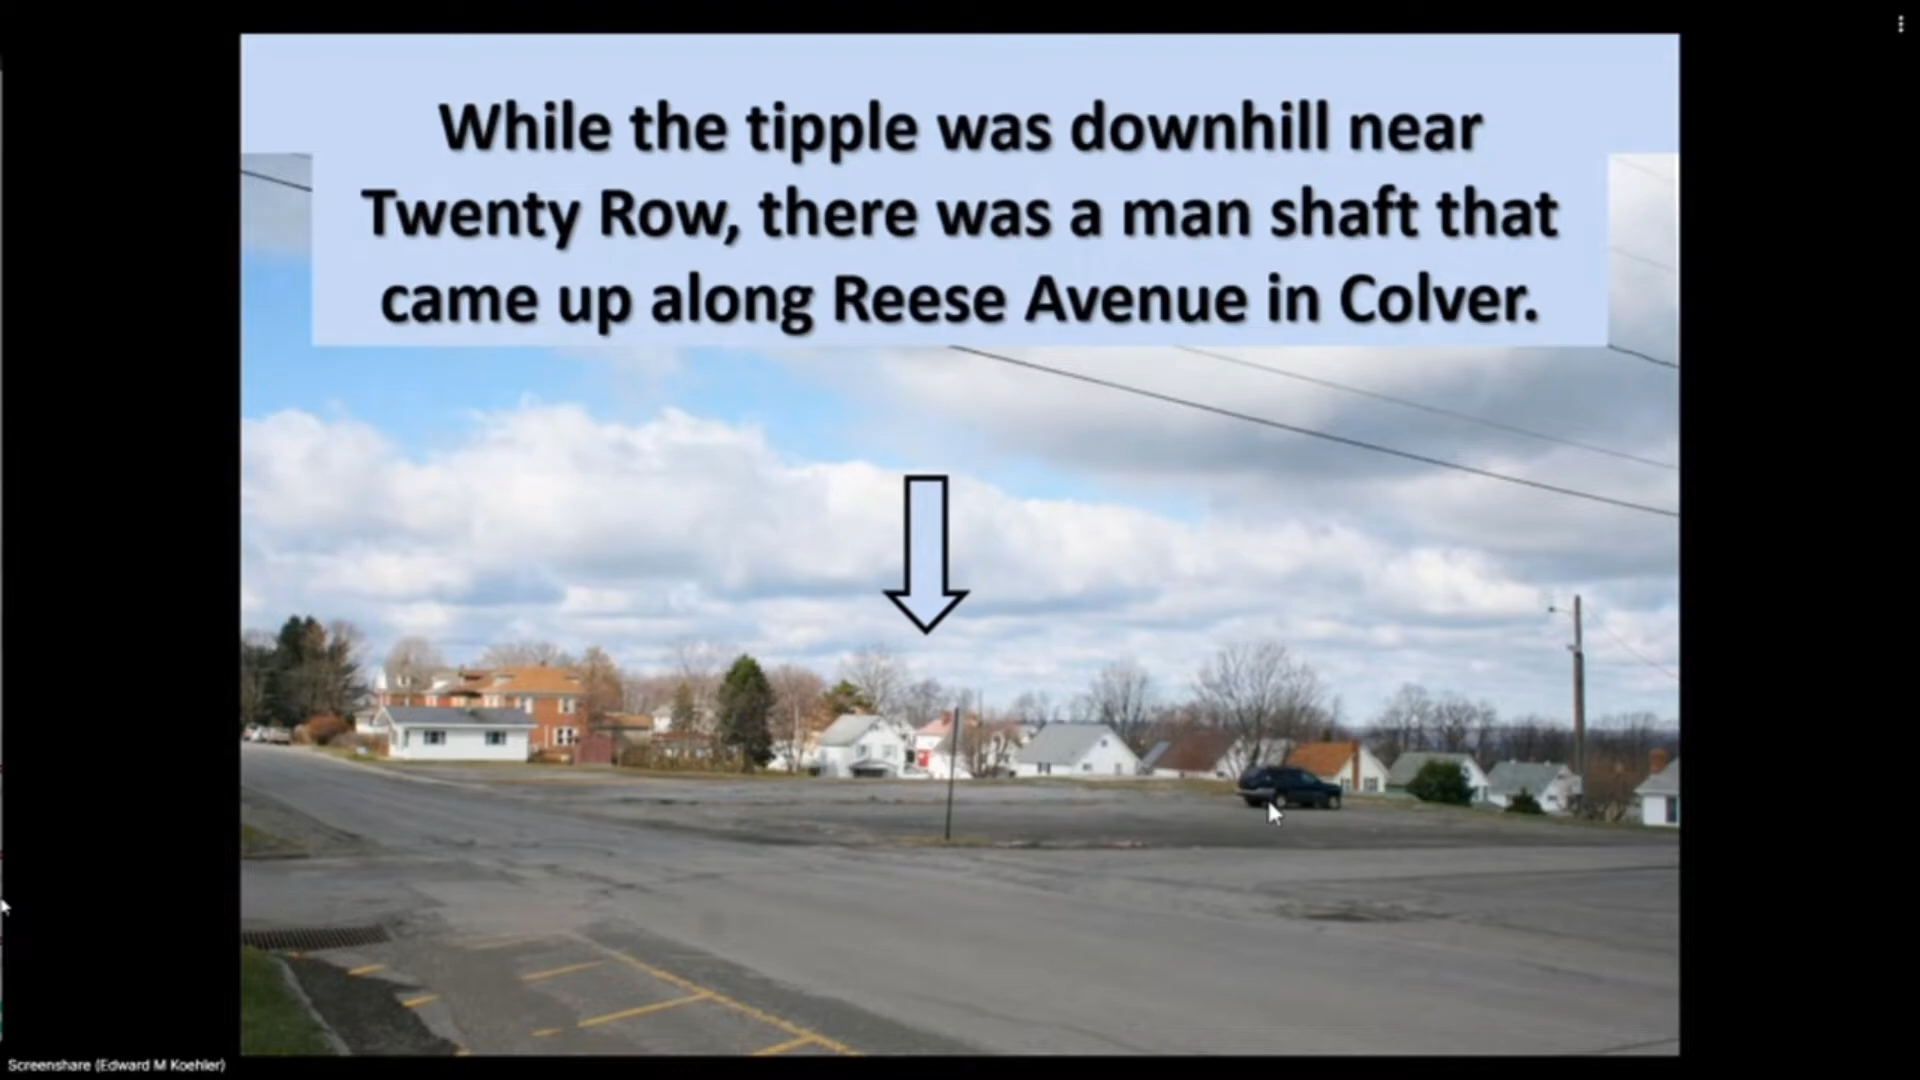 While the tipple was downhill near
Twenty Row, there was a man shaft that
came up along Reese Avenue in Colver.
Screenshare (Edward M Koehler)